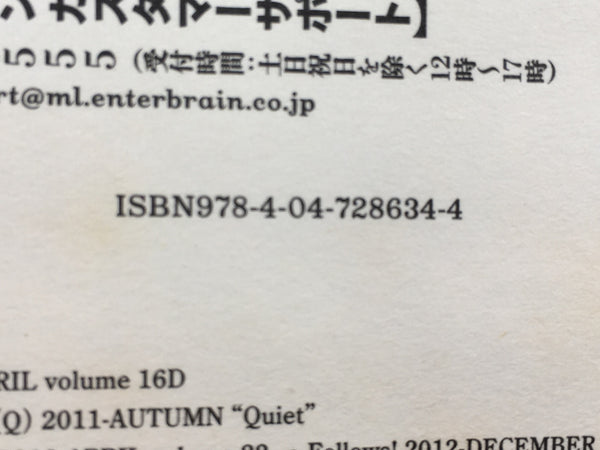 ンカスタマーサポート】
５５５ (受付時間:土日祝日を除く12時〜17時)
rt@ml.enterbrain.co.jp
ISBN978-4-04-728634-4
RIL volume 16D
(Q) 2011-AUTUMN “Quiet”
Fellows! 2012-DECEMBER